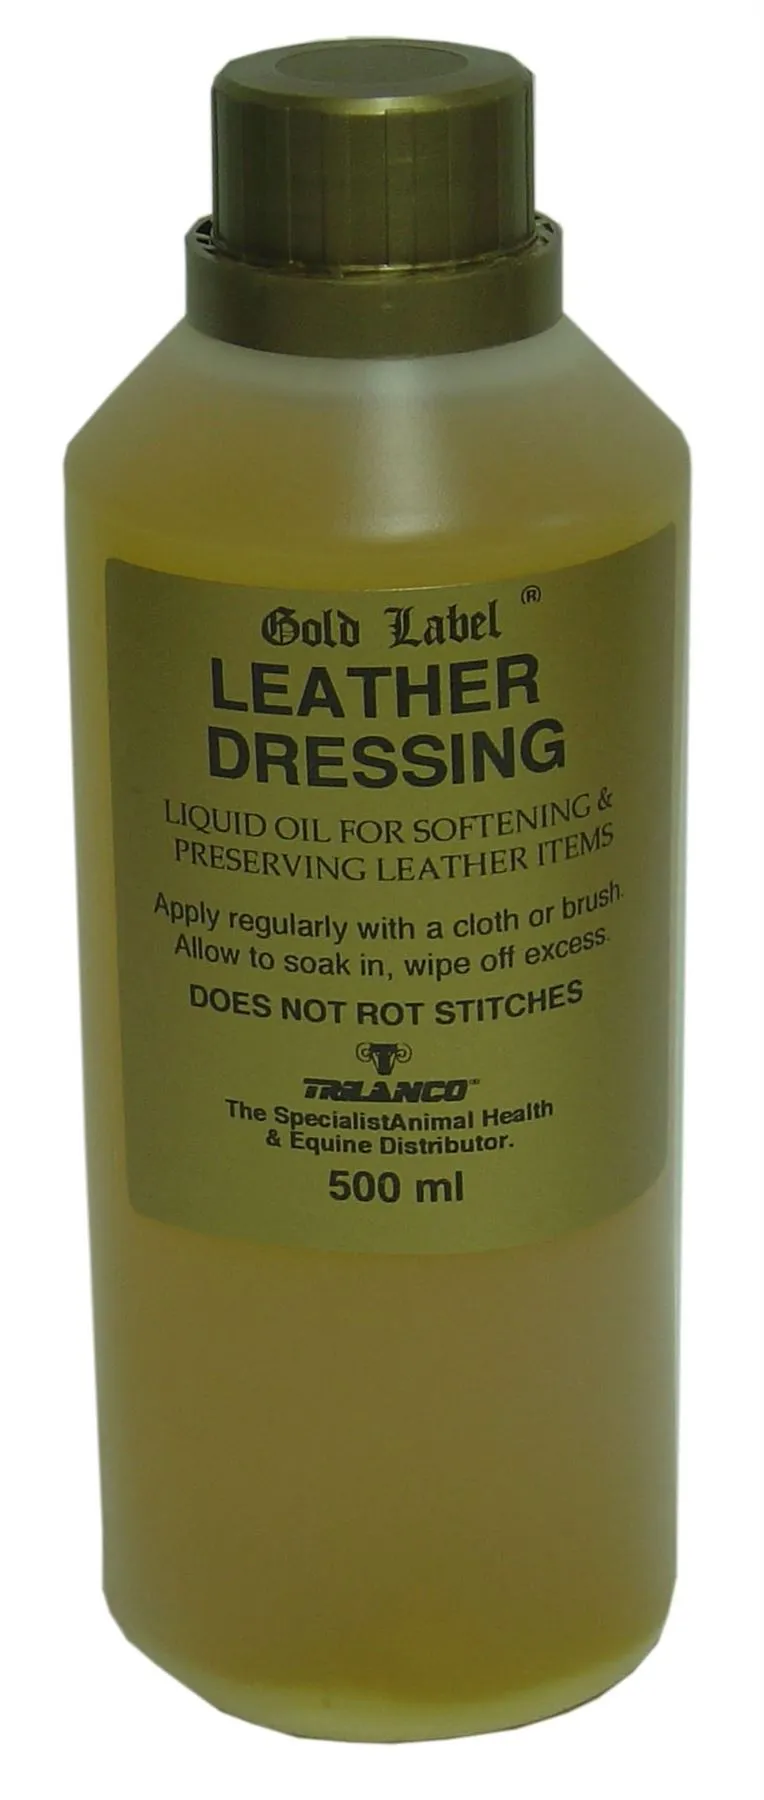 Gold Label ®
LEATHER
DRESSING
LIQUID OIL FOR SOFTENING &
PRESERVING LEATHER ITEMS
Apply regularly with a cloth or brush.
Allow to soak in, wipe off excess.
DOES NOT ROT STITCHES
TRILANCO™
The SpecialistAnimal Health
& Equine Distributor.
500 ml